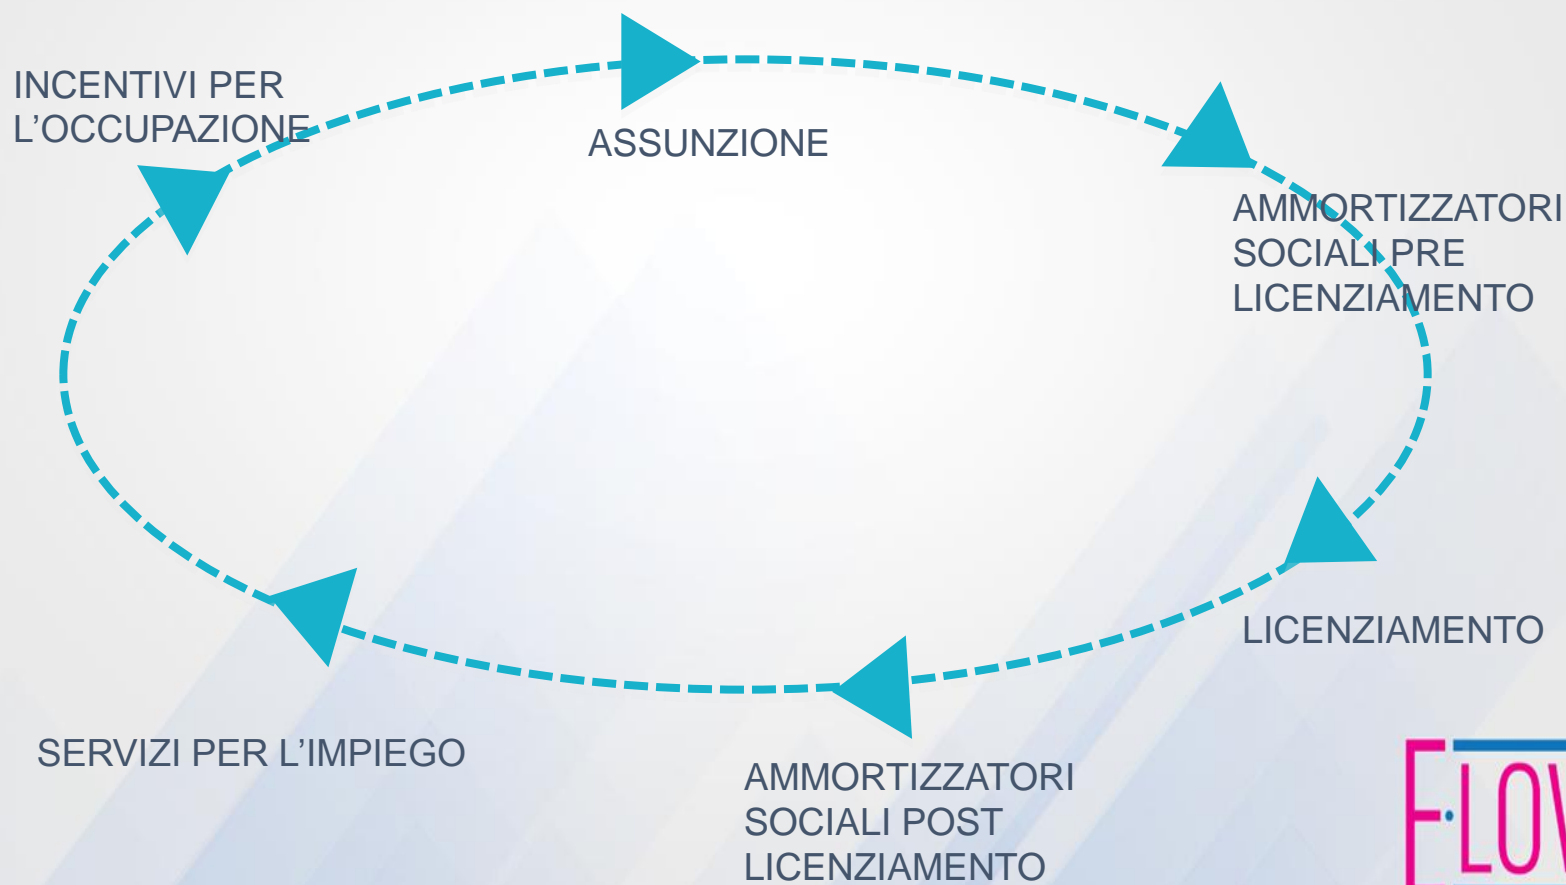 INCENTIVI PER
L’OCCUPAZIONE
ASSUNZIONE
AMMORTIZZATORI
SOCIALI PRE
LICENZIAMENTO
LICENZIAMENTO
AMMORTIZZATORI
SOCIALI POST
LICENZIAMENTO
SERVIZI PER L’IMPIEGO